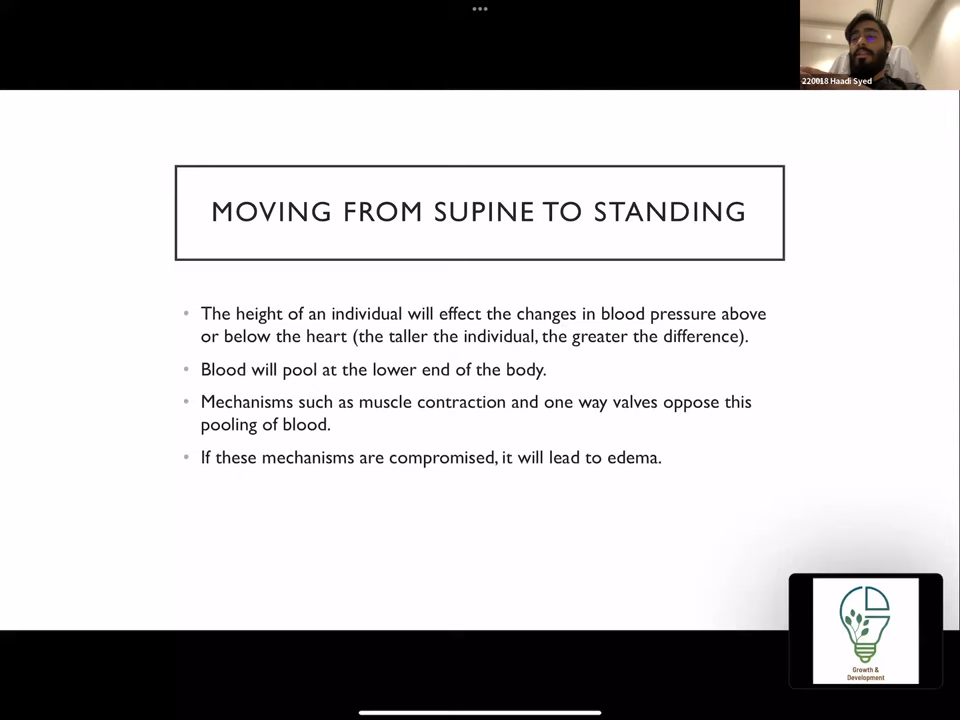 220018 Haadi Syed
MOVING FROM SUPINE TO STANDING
• The height of an individual will effect the changes in blood pressure above
or below the heart (the taller the individual, the greater the difference).
• Blood will pool at the lower end of the body.
• Mechanisms such as muscle contraction and one way valves oppose this
pooling of blood.
• If these mechanisms are compromised, it will lead to edema.
Growth &
Development